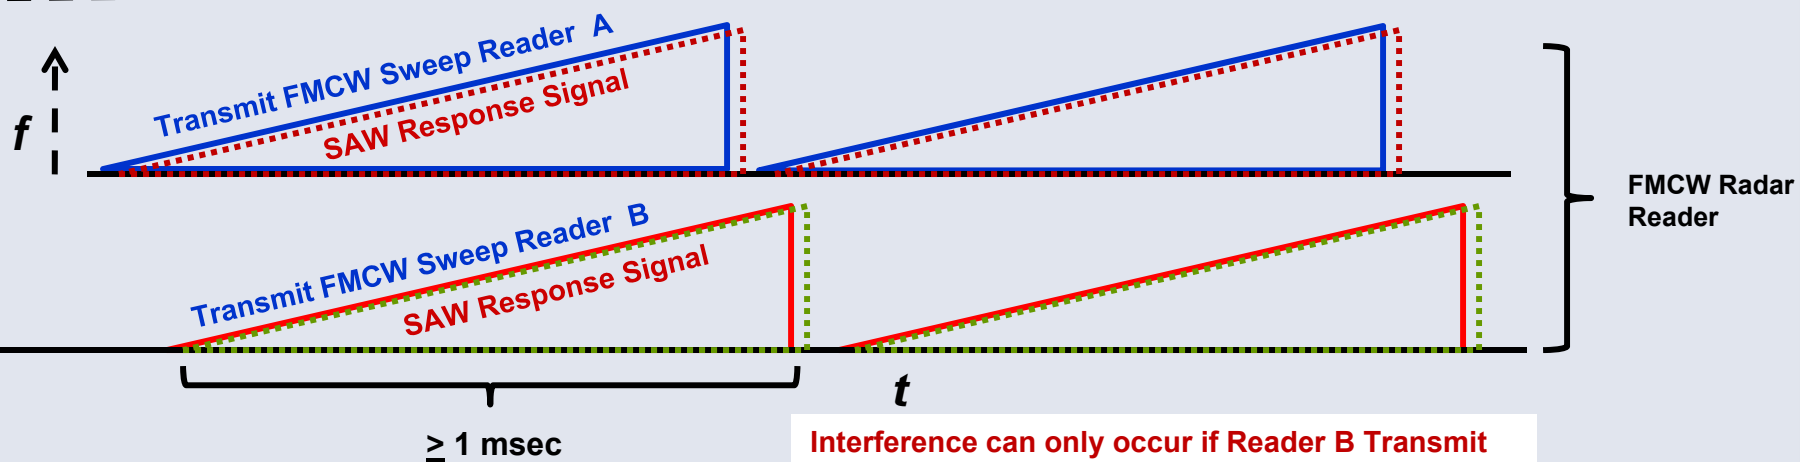 Transmit FMCW Sweep Reader A
SAW Response Signal
f
FMCW Radar
Reader
Transmit FMCW Sweep Reader B
SAW Response Signal
t
≥ 1 msec
Interference can only occur if Reader B Transmit